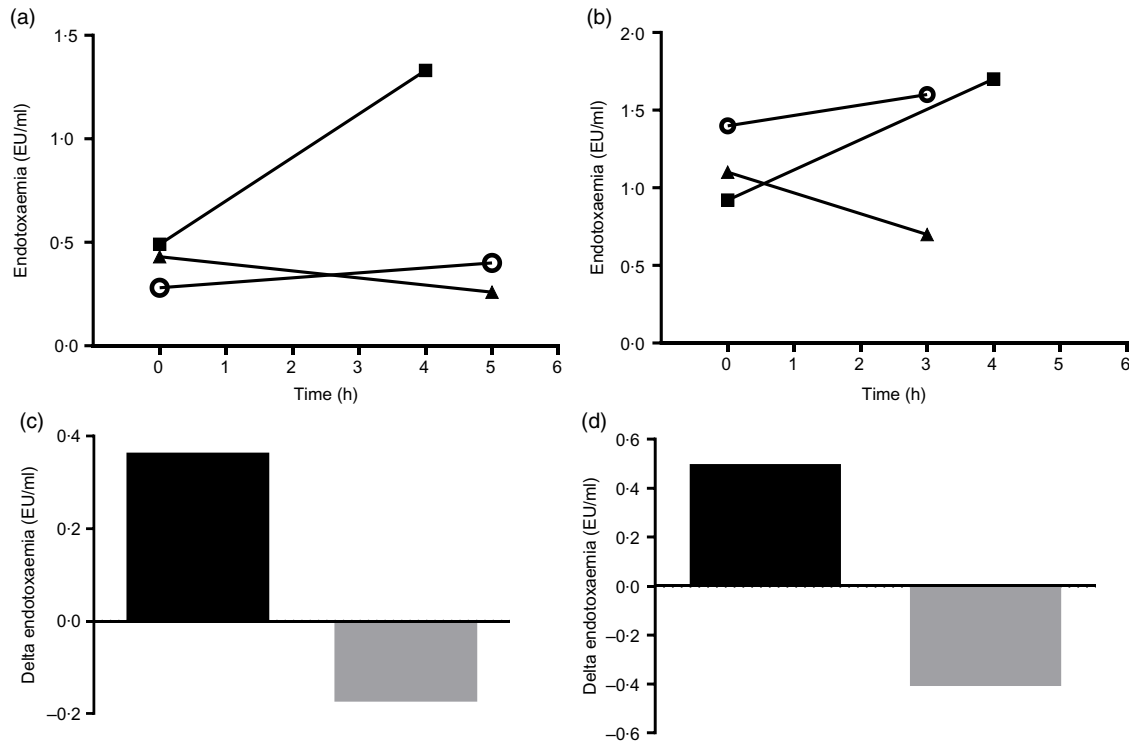 (a)
1·5
1·0
0·5
0·0
Endotoxaemia (EU/ml)
0 1 2 3 4 5 6
Time (h)
(b)
2·0
1·5
1·0
0·5
0·0
Endotoxaemia (EU/ml)
0 1 2 3 4 5 6
Time (h)
(c)
0·4
0·2
0·0
–0·2
Delta endotoxaemia (EU/ml)
(d)
0·6
0·4
0·2
0·0
–0·2
–0·4
–0·6
Delta endotoxaemia (EU/ml)